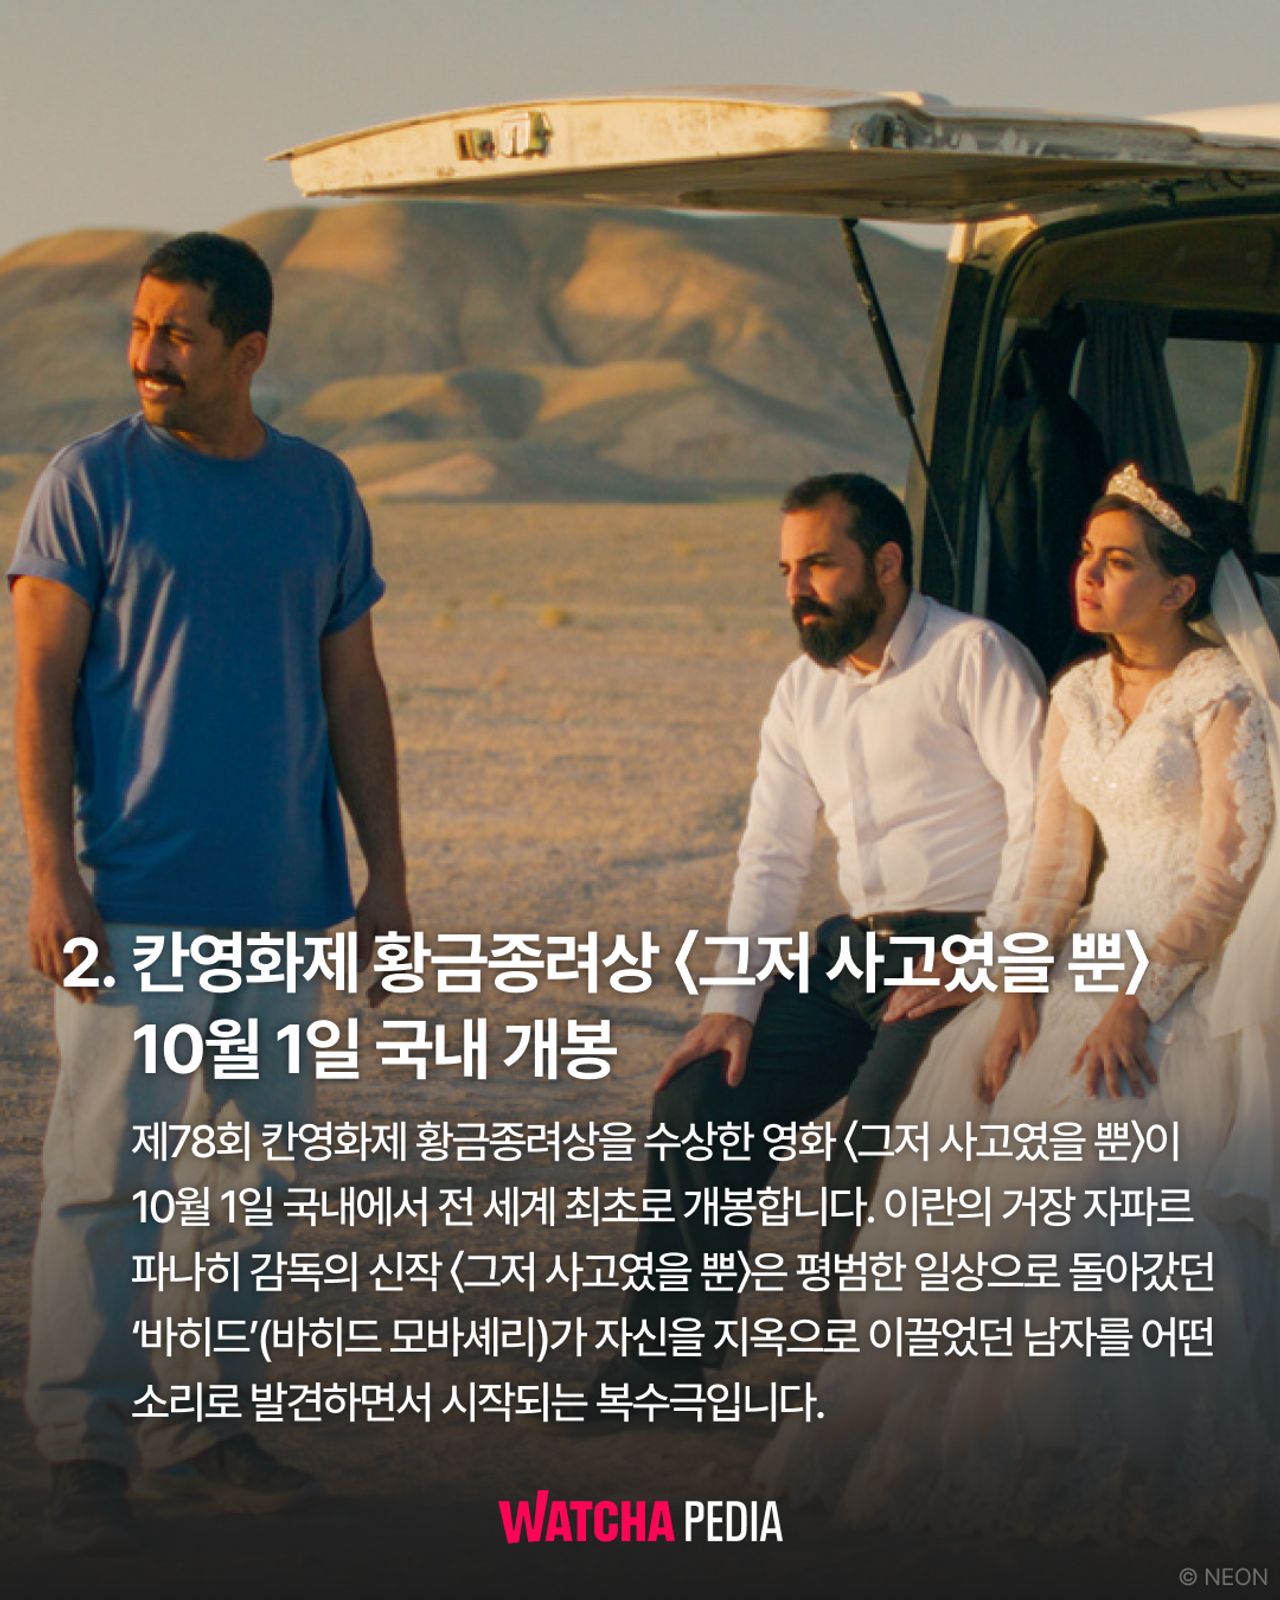 2. 칸영화제 황금종려상 〈그저 사고였을 뿐〉
10월 1일 국내 개봉
제78회 칸영화제 황금종려상을 수상한 영화 〈그저 사고였을 뿐〉이
10월 1일 국내에서 전 세계 최초로 개봉합니다. 이란의 거장 자파르
파나히 감독의 신작 〈그저 사고였을 뿐〉은 평범한 일상으로 돌아갔던
‘바히드’(바히드 모바셰리)가 자신을 지옥으로 이끌었던 남자를 어떤
소리로 발견하면서 시작되는 복수극입니다.
WATCHA PEDIA
© NEON